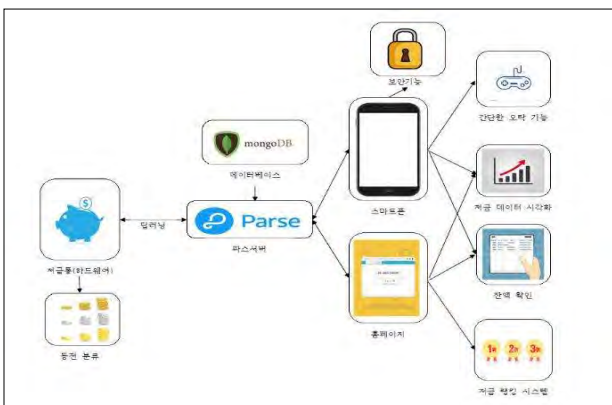 보안기능
간단한 오락 기능
mongoDB
데이터베이스
스마트폰
저금 데이터 시각화
$
딥러닝
Parse
파스서버
저금통(하드웨어)
잔액 확인
홈페이지
동전 분류
1st
2nd
3rd
저금 랭킹 시스템